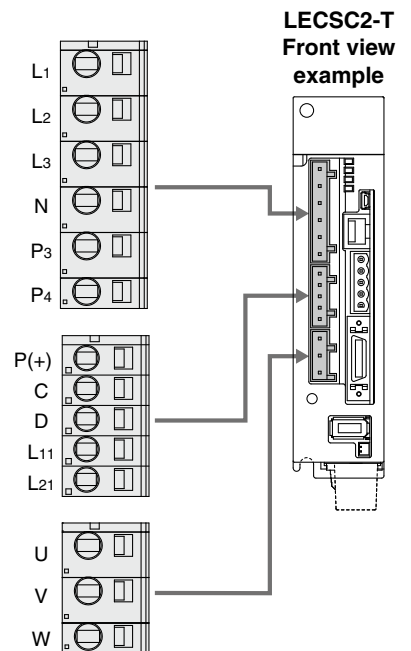 LECSC2-T
Front view
example
L1
L2
L3
N
P3
P4
P(+)
C
D
L11
L21
U
V
W